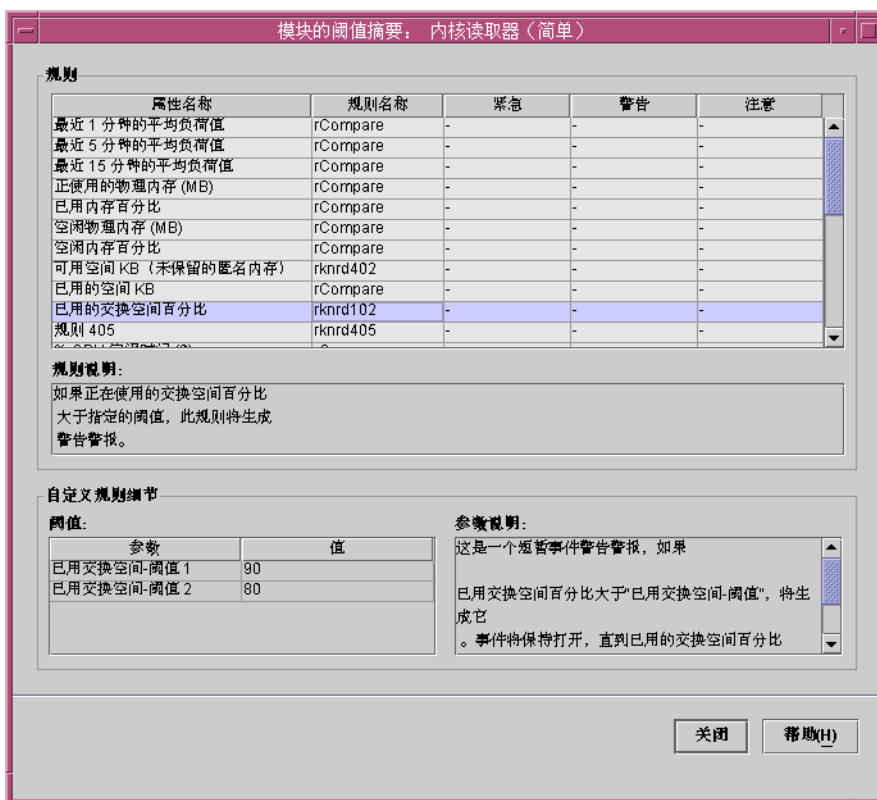 模块的阈值摘要： 内核读取器（简单）
规则
属性名称 规则名称 紧急 警告 注意
最近 1 分钟的平均负荷值 rCompare - - -
最近 5 分钟的平均负荷值 rCompare - - -
最近 15 分钟的平均负荷值 rCompare - - -
正使用的物理内存 (MB) rCompare - - -
已用内存百分比 rCompare - - -
空闲物理内存 (MB) rCompare - - -
空闲内存百分比 rCompare - - -
可用空间 KB（未保留的匿名内存） rknrd402 - - -
已用的空间 KB rCompare - - -
已用的交换空间百分比 rknrd102 - - -
规则 405 rknrd405 - - -
规则说明:
如果正在使用的交换空间百分比
大于指定的阈值，此规则将生成
警告警报。
自定义规则细节
阈值:
参数 值
已用交换空间-阈值 1 90
已用交换空间-阈值 2 80
参数说明:
这是一个短暂事件警告警报，如果
已用交换空间百分比大于"已用交换空间-阈值"，将生
成它
。事件将保持打开，直到已用的交换空间百分比
关闭 帮助(H)